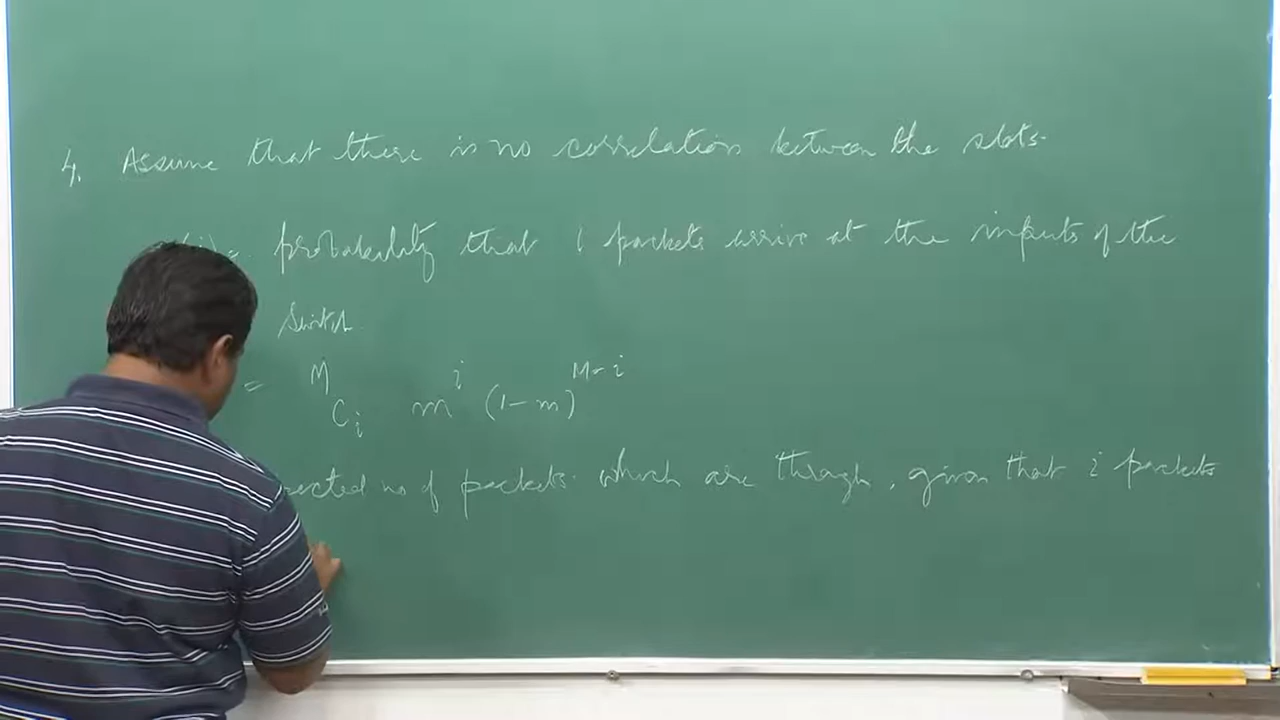 4. Assume that there is no correlation between the slots.
(i) = probability that i packets arrive at the inputs of the
Switch.
= M C i m^i (1-m)^M-i
ected no of packets which are through, given that i packets